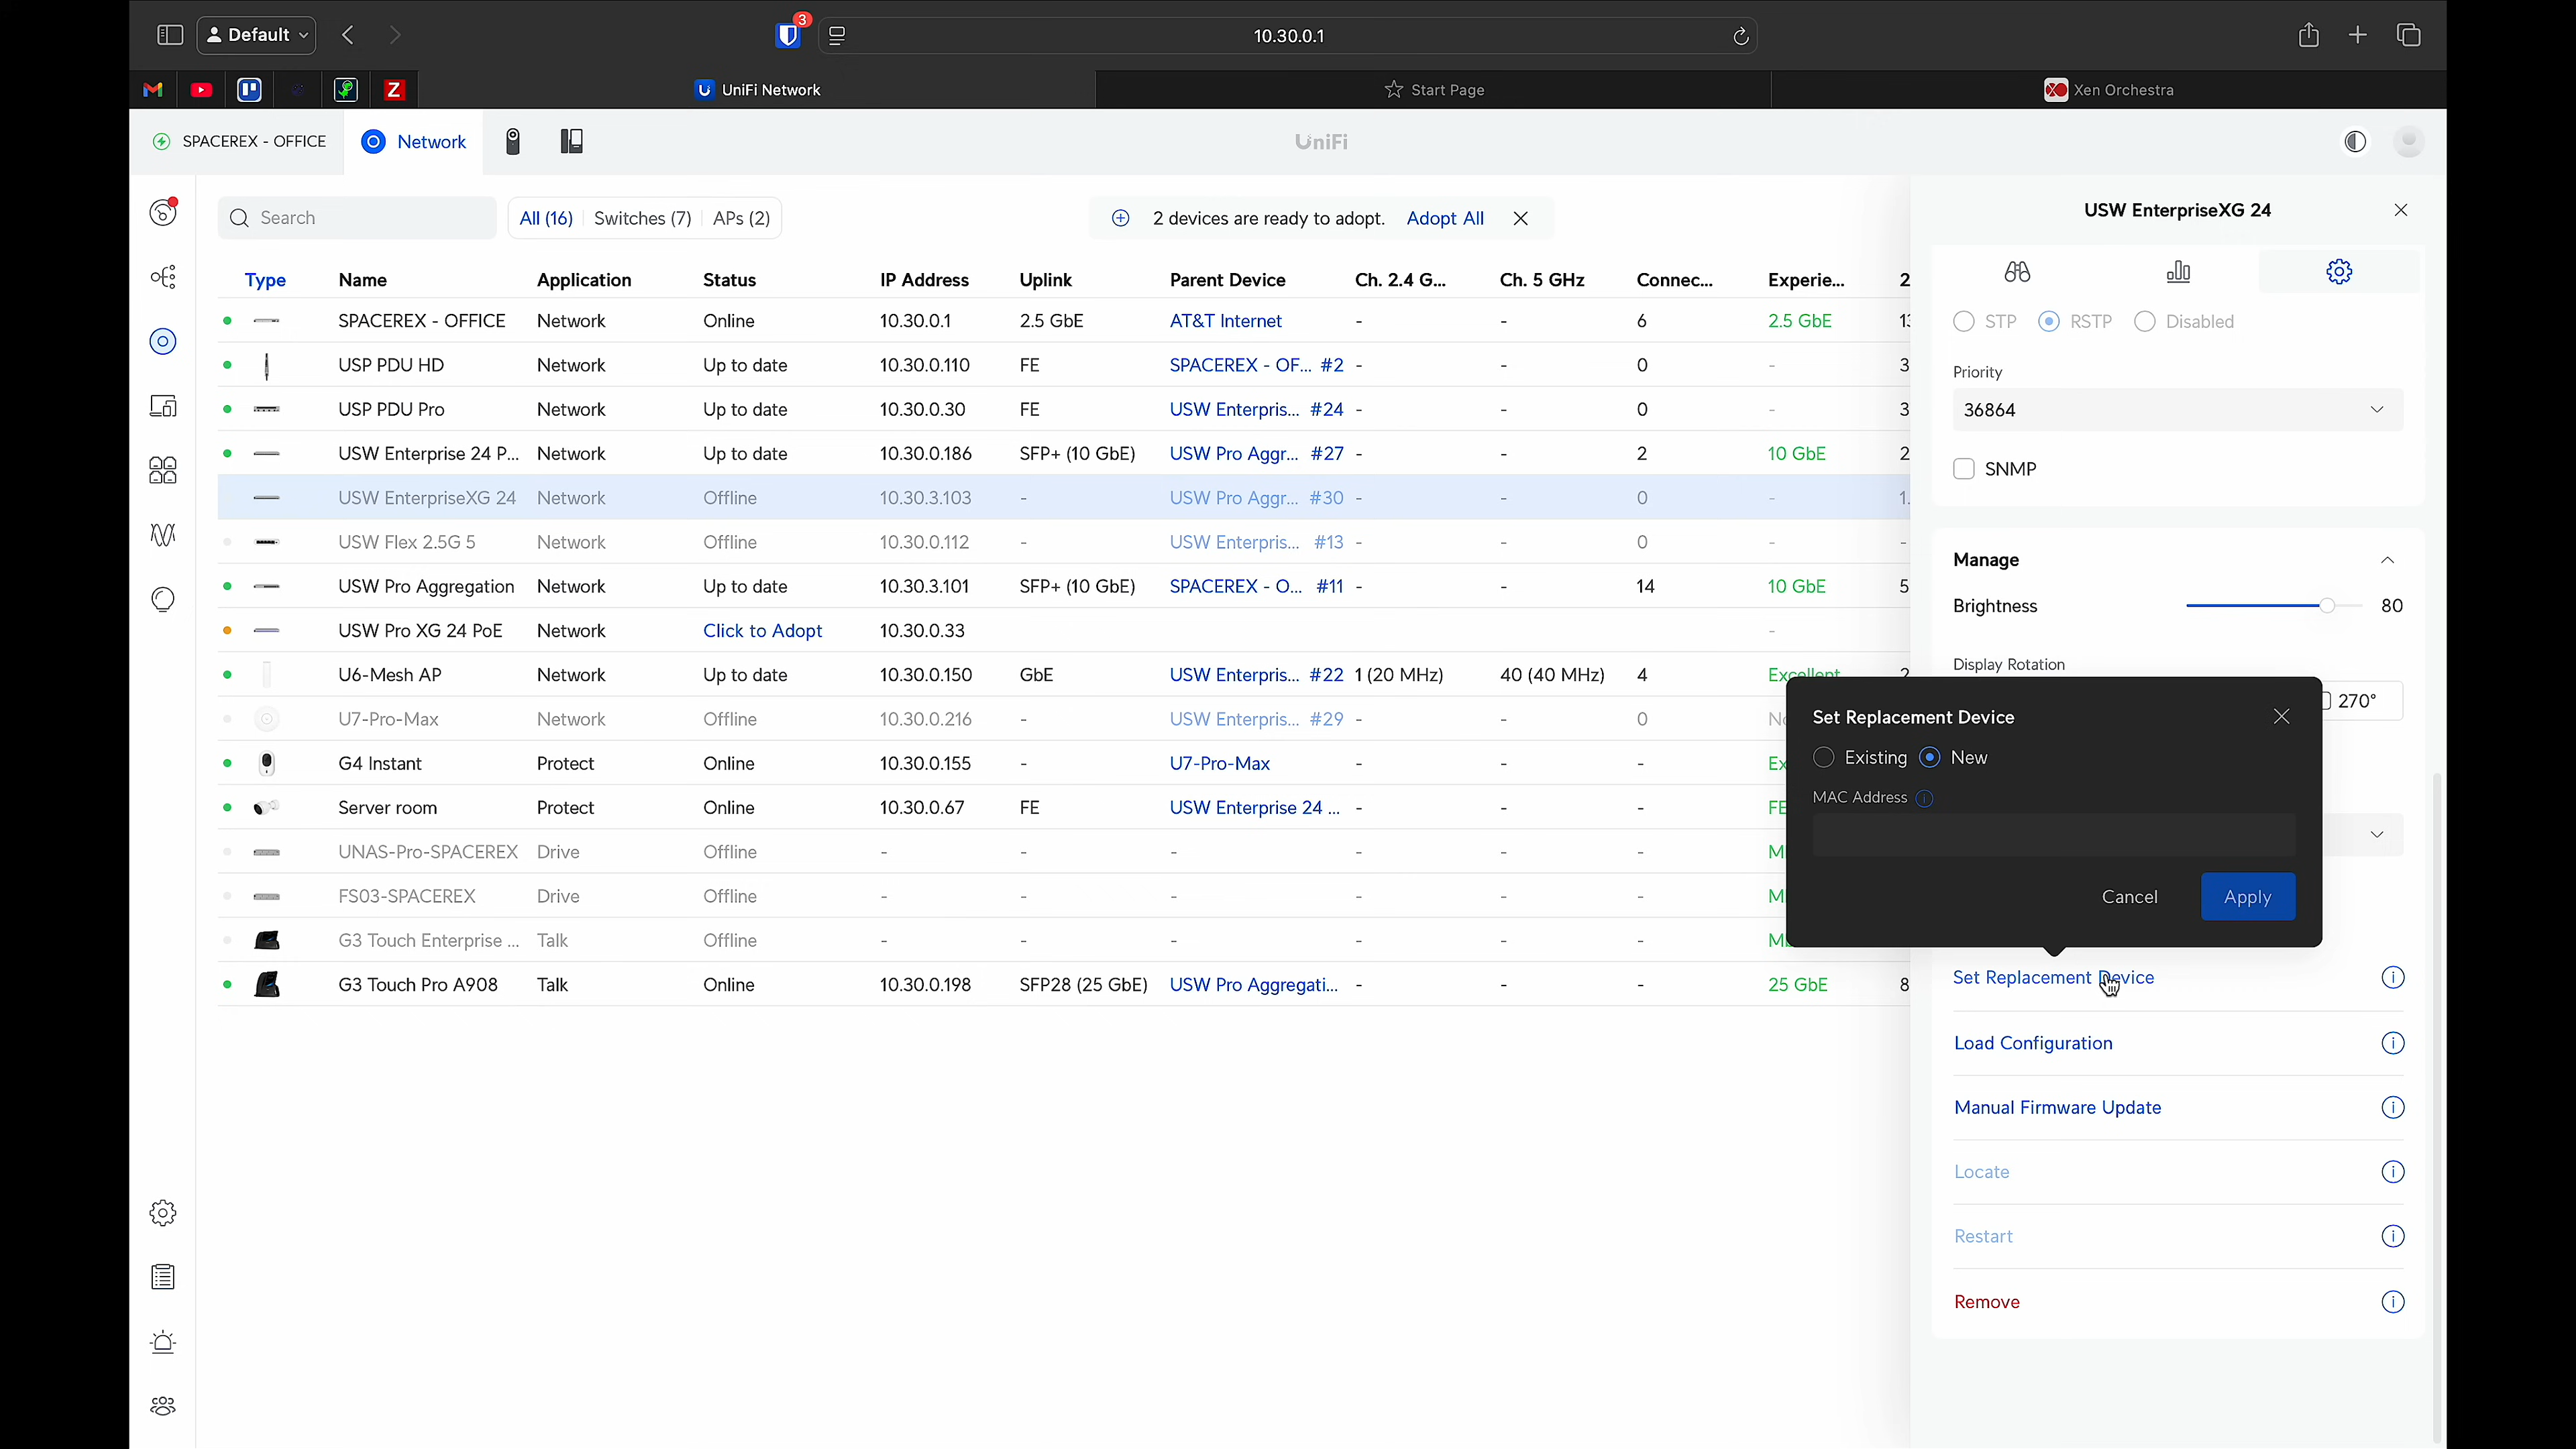 Default
3
10.30.0.1
UniFi Network
Start Page
Xen Orchestra
SPACEREX - OFFICE
Network
UniFi
Search
All (16) Switches (7) APs (2)
2 devices are ready to adopt. Adopt All
Type Name Application Status IP Address Uplink Parent Device Ch. 2.4 G... Ch. 5 GHz Connec... Experie... 2
SPACEREX - OFFICE Network Online 10.30.0.1 2.5 GbE AT&T Internet - - 6 2.5 GbE
USP PDU HD Network Up to date 10.30.0.110 FE SPACEREX - OF... #2 - - 0 - 3
USP PDU Pro Network Up to date 10.30.0.30 FE USW Enterpris... #24 - - 0 - 3
USW Enterprise 24 P... Network Up to date 10.30.0.186 SFP+ (10 GbE) USW Pro Aggr... #27 - - 2 10 GbE 2
USW EnterpriseXG 24 Network Offline 10.30.3.103 - USW Pro Aggr... #30 - - 0 - 1.
USW Flex 2.5G 5 Network Offline 10.30.0.112 - USW Enterpris... #13 - - 0 - -
USW Pro Aggregation Network Up to date 10.30.3.101 SFP+ (10 GbE) SPACEREX - O... #11 - - 14 10 GbE 5
USW Pro XG 24 PoE Network Click to Adopt 10.30.0.33 -
U6-Mesh AP Network Up to date 10.30.0.150 GbE USW Enterpris... #22 1 (20 MHz) 40 (40 MHz) 4 Excellent 2
U7-Pro-Max Network Offline 10.30.0.216 - USW Enterpris... #29 - - 0
G4 Instant Protect Online 10.30.0.155 - U7-Pro-Max - - - Ex
Server room Protect Online 10.30.0.67 FE USW Enterprise 24 ... - - - FE
UNAS-Pro-SPACEREX Drive Offline - - - - - -
FS03-SPACEREX Drive Offline - - - - - -
G3 Touch Enterprise ... Talk Offline - - - - - -
G3 Touch Pro A908 Talk Online 10.30.0.198 SFP28 (25 GbE) USW Pro Aggregati... - - - 25 GbE 8
USW EnterpriseXG 24
STP RSTP Disabled
Priority
36864
SNMP
Manage
Brightness 80
Display Rotation
270°
Set Replacement Device
Existing New
MAC Address
Cancel Apply
Set Replacement Device
Load Configuration
Manual Firmware Update
Locate
Restart
Remove